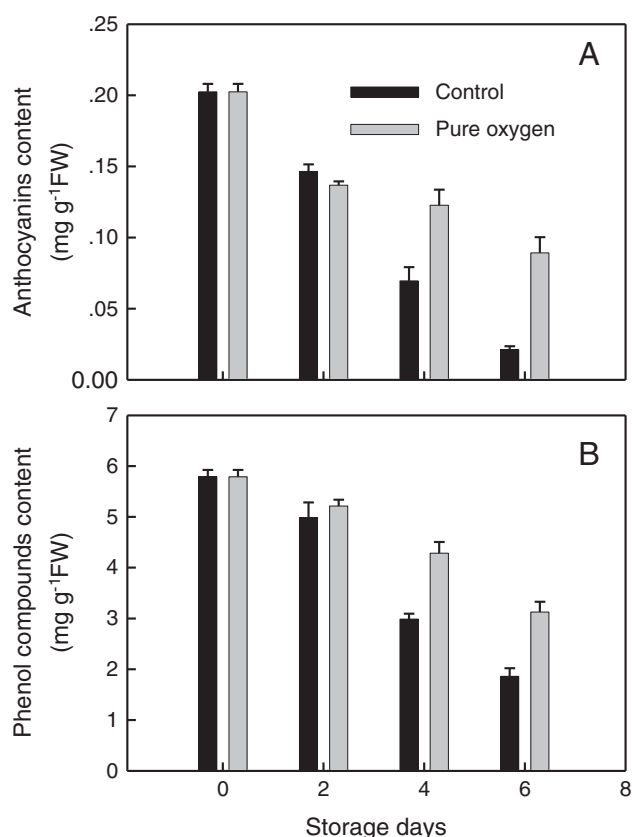 .25
.20
.15
.10
.05
0.00
Anthocyanins content
(mg g-1FW)
A
Control
Pure oxygen
7
6
5
4
3
2
1
0
Phenol compounds content
(mg g-1FW)
B
0 2 4 6 8
Storage days